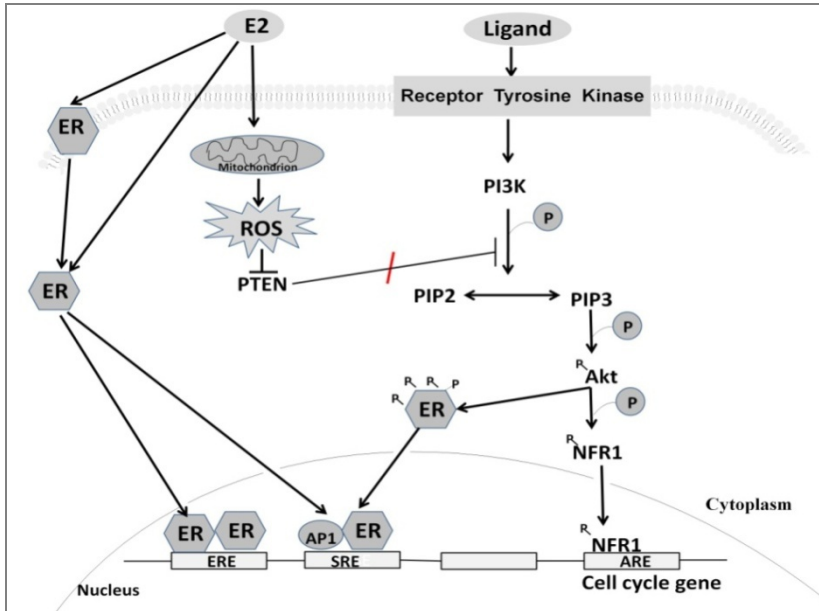 E2
Ligand
Receptor Tyrosine Kinase
ER
Mitochondrion
PI3K
P
ROS
PTEN
ER
PIP2
PIP3
P
R
Akt
P
R R P
R
ER
R
NFR1
Cytoplasm
R
ER ER
AP1 ER
NFR1
ERE
SRE
ARE
Cell cycle gene
Nucleus